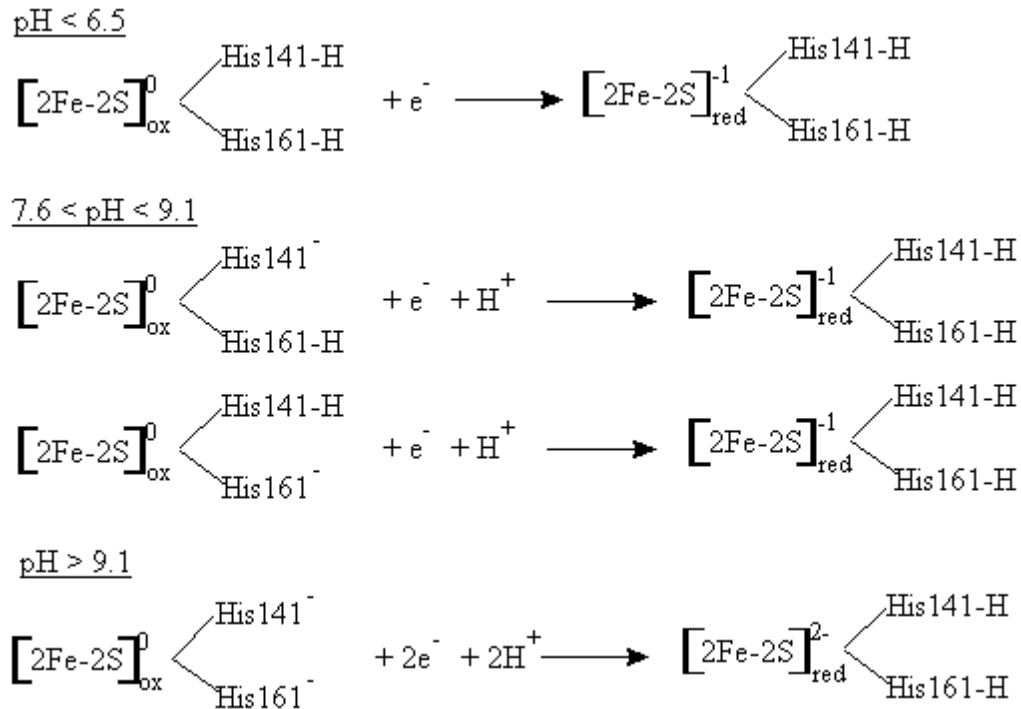 pH < 6.5
His141-H His141-H
[2Fe-2S]⁰ox + e⁻ → [2Fe-2S]⁻¹red
His161-H His161-H
7.6 < pH < 9.1
His141⁻ His141-H
[2Fe-2S]⁰ox + e⁻ + H⁺ → [2Fe-2S]⁻¹red
His161-H His161-H
His141-H His141-H
[2Fe-2S]⁰ox + e⁻ + H⁺ → [2Fe-2S]⁻¹red
His161⁻ His161-H
pH > 9.1
His141⁻ His141-H
[2Fe-2S]⁰ox + 2e⁻ + 2H⁺ → [2Fe-2S]²⁻red
His161⁻ His161-H